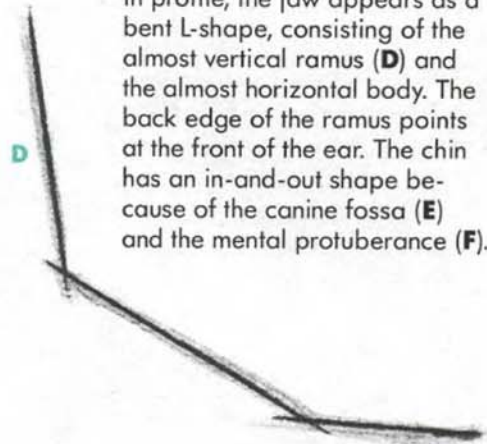 In profile, the jaw appears as a
bent L-shape, consisting of the
almost vertical ramus (D) and
the almost horizontal body. The
back edge of the ramus points
at the front of the ear. The chin
has an in-and-out shape be-
cause of the canine fossa (E)
and the mental protuberance (F).
D